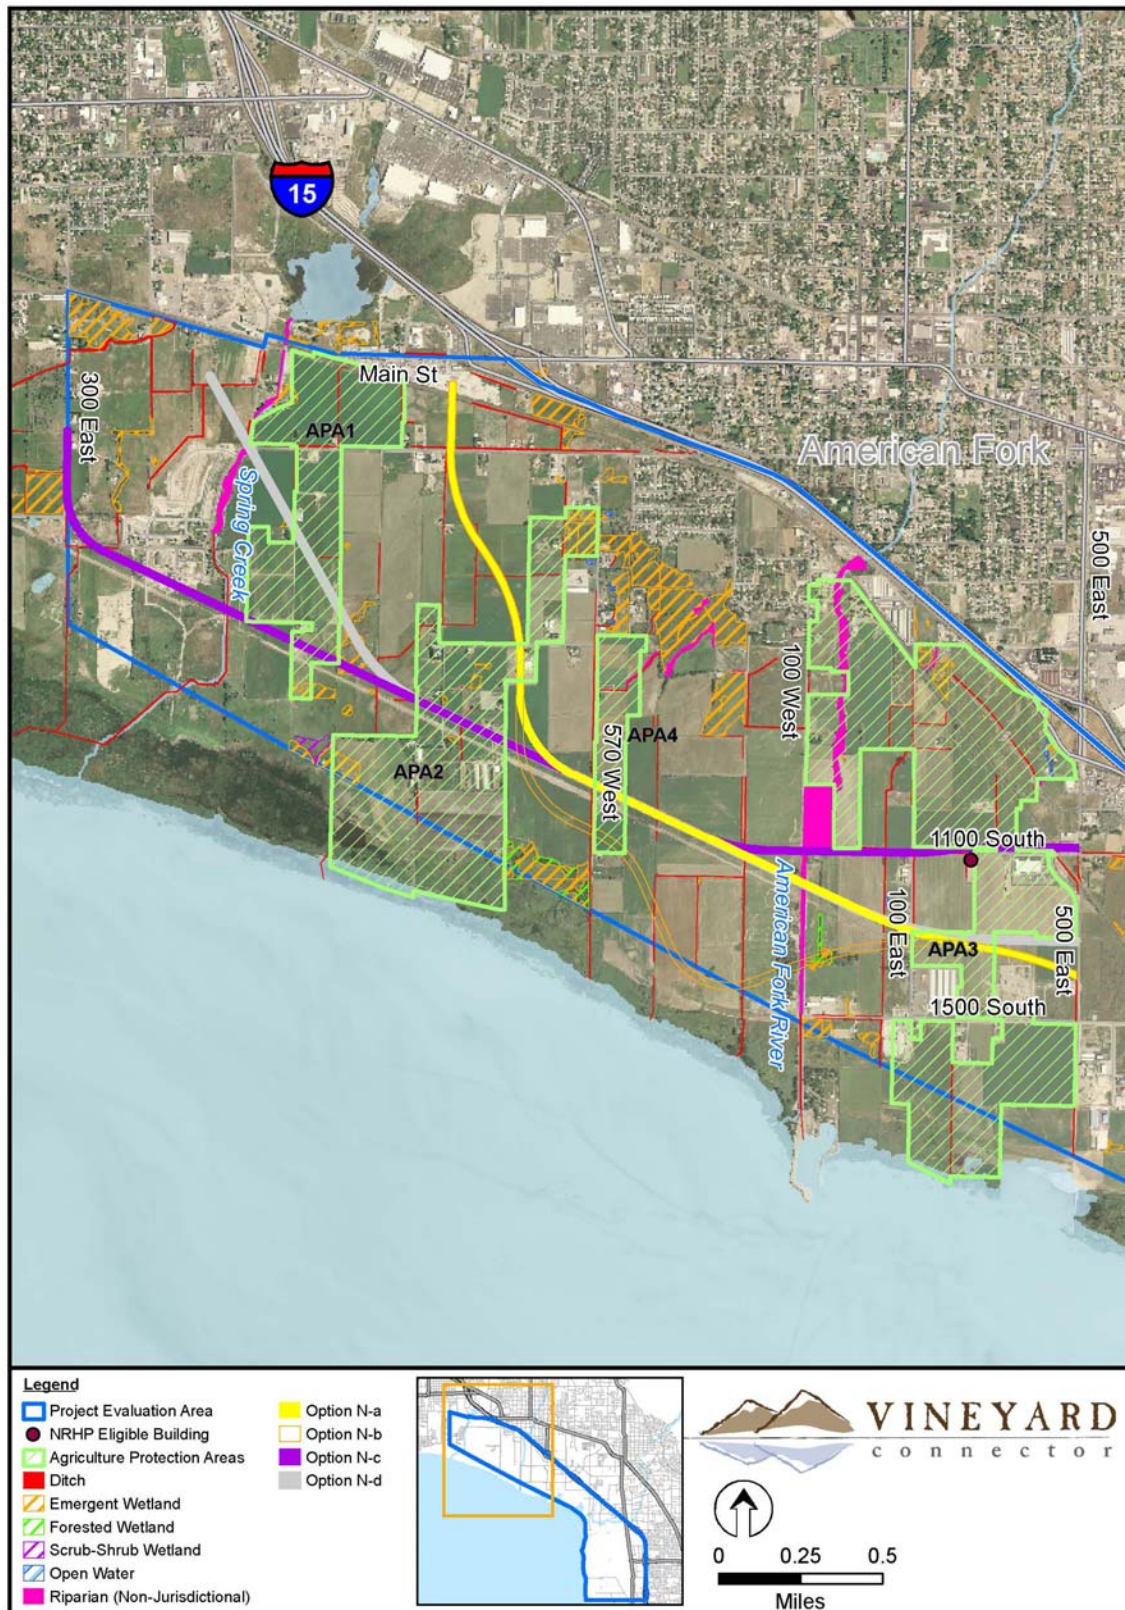 15
Main St
300 East
APA1
American Fork
Spring Creek
500 East
100 West
570 West
APA4
APA2
1100 South
American Fork River
100 East
APA3
500 East
1500 South
Legend
Project Evaluation Area
NRHP Eligible Building
Agriculture Protection Areas
Ditch
Emergent Wetland
Forested Wetland
Scrub-Shrub Wetland
Open Water
Riparian (Non-Jurisdictional)
Option N-a
Option N-b
Option N-c
Option N-d
VINEYARD
connector
0 0.25 0.5
Miles